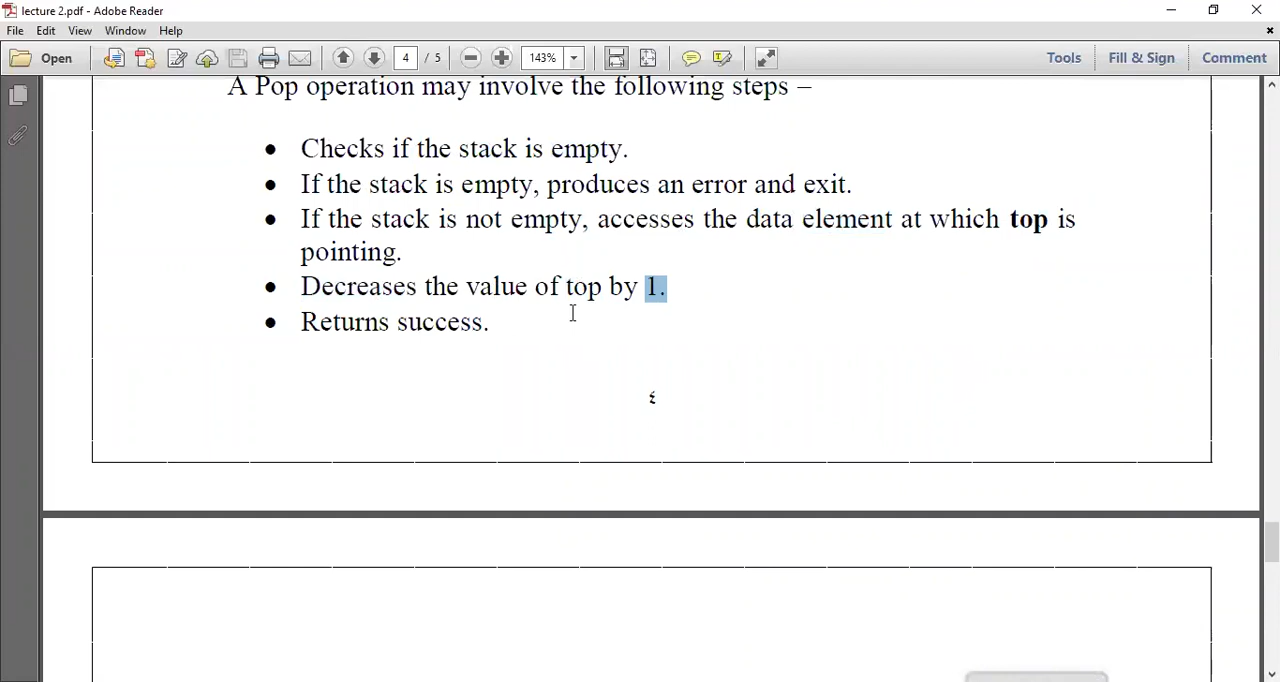 lecture 2.pdf - Adobe Reader
File Edit View Window Help
Open 4 / 5 143% Tools Fill & Sign Comment
A Pop operation may involve the following steps –
• Checks if the stack is empty.
• If the stack is empty, produces an error and exit.
• If the stack is not empty, accesses the data element at which top is
pointing.
• Decreases the value of top by 1.
• Returns success.
٤